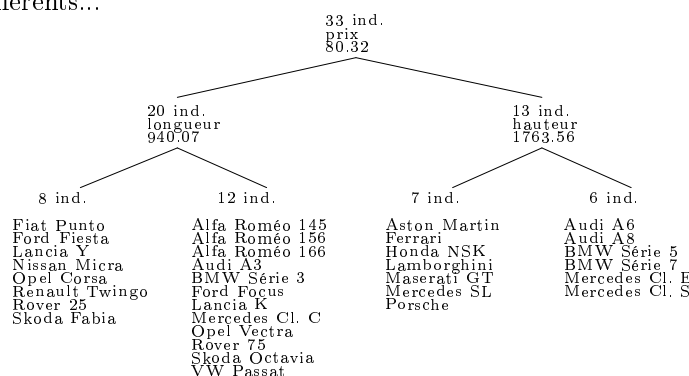 férents...
33 ind.
prix
80.32
20 ind.
longueur
940.07
13 ind.
hauteur
1763.56
8 ind.
12 ind.
7 ind.
6 ind.
Fiat Punto
Ford Fiesta
Lancia Y
Nissan Micra
Opel Corsa
Renault Twingo
Rover 25
Skoda Fabia
Alfa Roméo 145
Alfa Roméo 156
Alfa Roméo 166
Audi A3
BMW Série 3
Ford Focus
Lancia K
Mercedes Cl. C
Opel Vectra
Rover 75
Skoda Octavia
VW Passat
Aston Martin
Ferrari
Honda NSK
Lamborghini
Maserati GT
Mercedes SL
Porsche
Audi A6
Audi A8
BMW Série 5
BMW Série 7
Mercedes Cl. E
Mercedes Cl. S